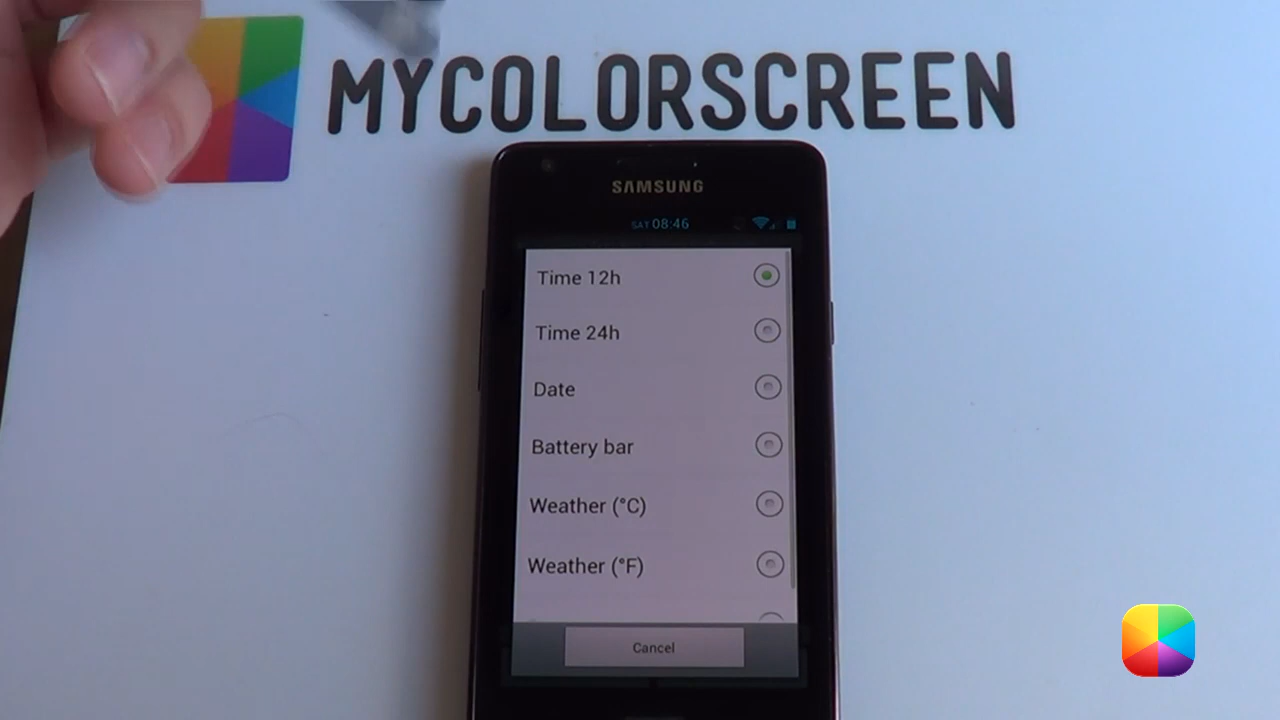 MYCOLORSCREEN
SAMSUNG
SAT 08:46
Time 12h
Time 24h
Date
Battery bar
Weather (°C)
Weather (°F)
Cancel